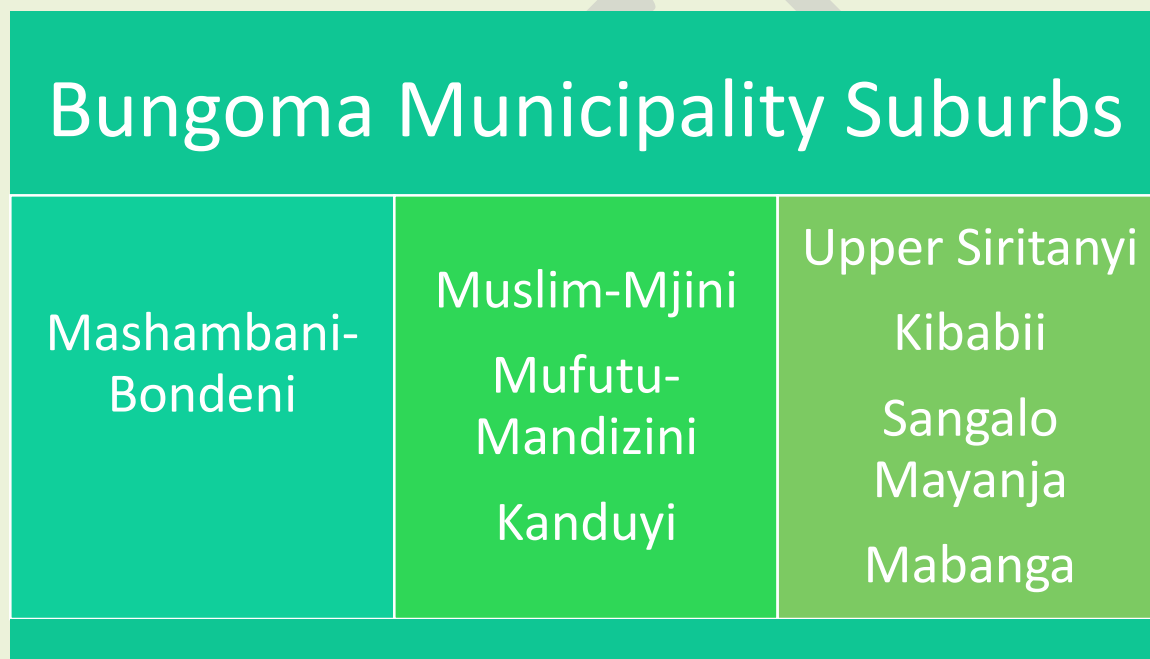 Bungoma Municipality Suburbs
Mashambani-
Bondeni
Muslim-Mjini
Mufutu-
Mandizini
Kanduyi
Upper Siritanyi
Kibabii
Sangalo
Mayanja
Mabanga